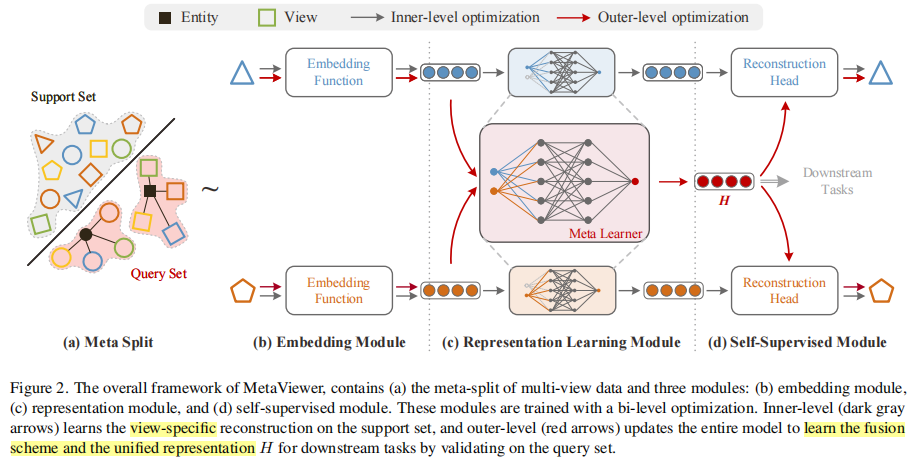 Entity View Inner-level optimization Outer-level optimization
Support Set
Query Set
Embedding
Function
Reconstruction
Head
Meta Learner
H
Downstream
Tasks
Embedding
Function
Reconstruction
Head
~
(a) Meta Split (b) Embedding Module (c) Representation Learning Module (d) Self-Supervised Module
Figure 2. The overall framework of MetaViewer, contains (a) the meta-split of multi-view data and three modules: (b) embedding module,
(c) representation module, and (d) self-supervised module. These modules are trained with a bi-level optimization. Inner-level (dark gray
arrows) learns the view-specific reconstruction on the support set, and outer-level (red arrows) updates the entire model to learn the fusion
scheme and the unified representation H for downstream tasks by validating on the query set.